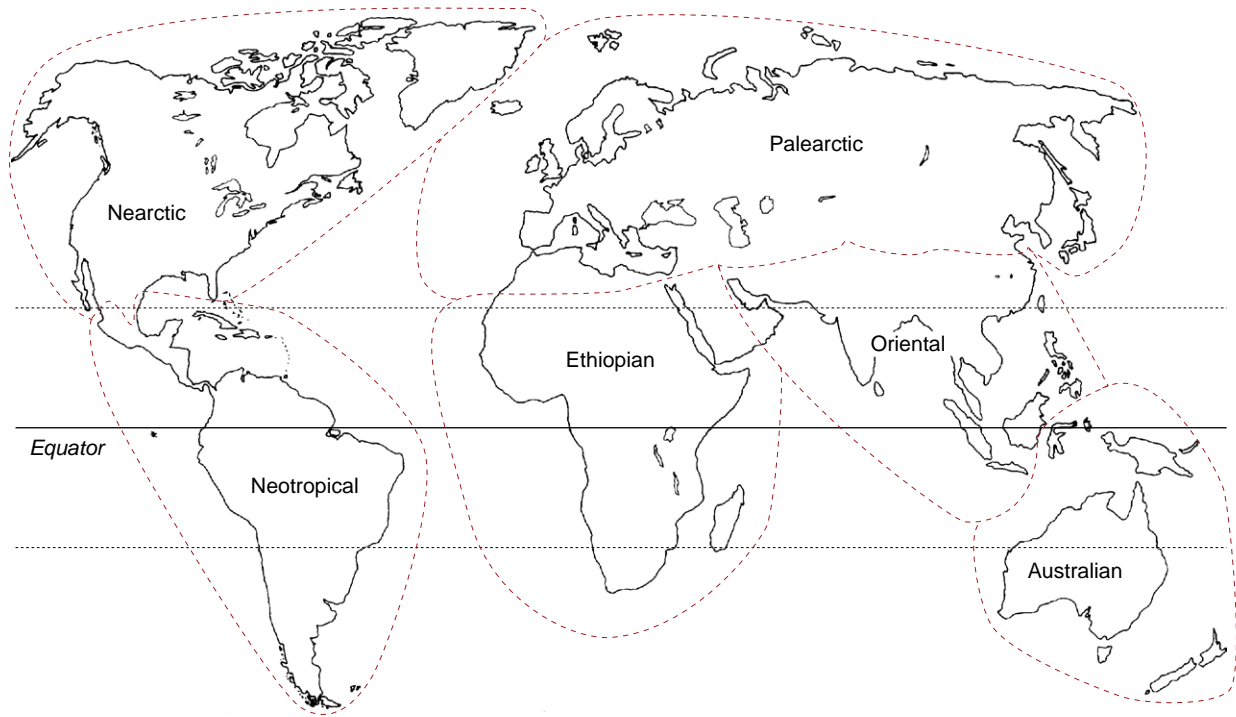 Palearctic
Nearctic
Oriental
Ethiopian
Equator
Neotropical
Australian